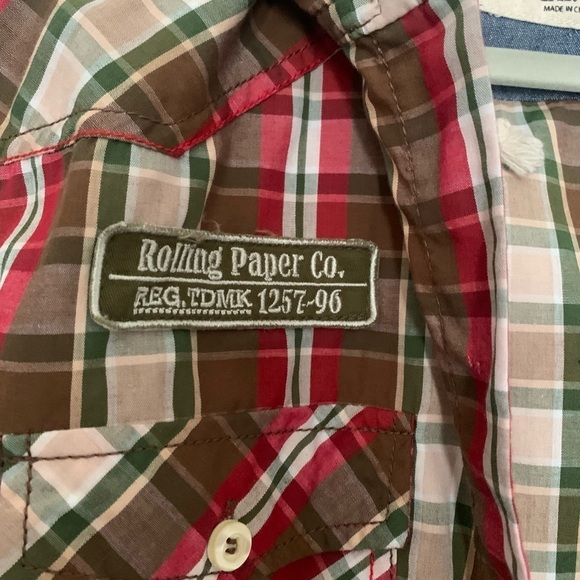 MADE IN
Rolling Paper Co.
REG. TDMK 1257-96